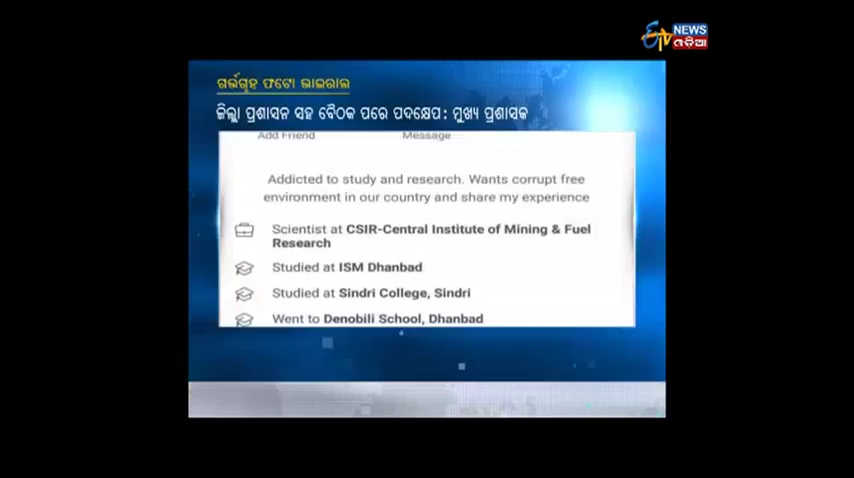 ETV NEWS
ଓଡ଼ିଆ
ଗର୍ଭଗୃହ ଫଟୋ ଭାଇରାଲ
ଜିଲ୍ଲା ପ୍ରଶାସନ ସହ ବୈଠକ ପରେ ପଦକ୍ଷେପ : ମୁଖ୍ୟ ପ୍ରଶାସକ
Add Friend Message
Addicted to study and research. Wants corrupt free
environment in our country and share my experience
Scientist at CSIR-Central Institute of Mining & Fuel
Research
Studied at ISM Dhanbad
Studied at Sindri College, Sindri
Went to Denobili School, Dhanbad